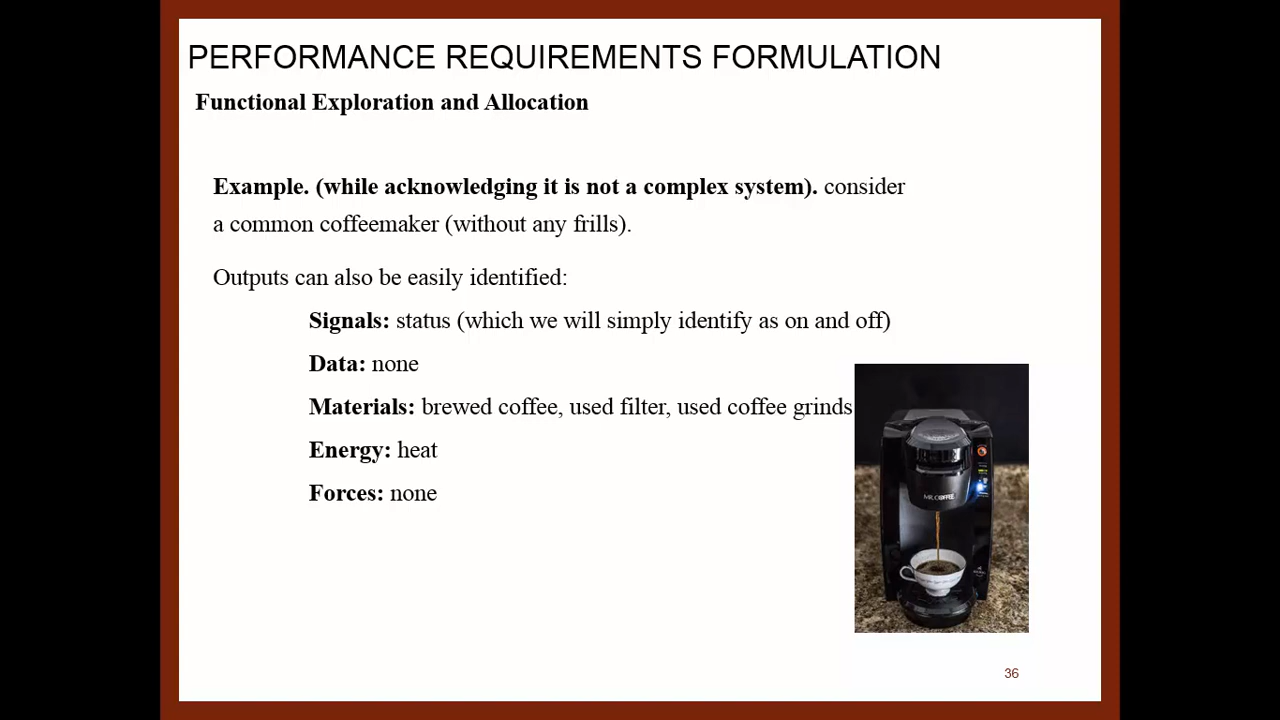 PERFORMANCE REQUIREMENTS FORMULATION
Functional Exploration and Allocation
Example. (while acknowledging it is not a complex system). consider
a common coffeemaker (without any frills).
Outputs can also be easily identified:
Signals: status (which we will simply identify as on and off)
Data: none
Materials: brewed coffee, used filter, used coffee grinds
Energy: heat
Forces: none
MR. COFFEE
36